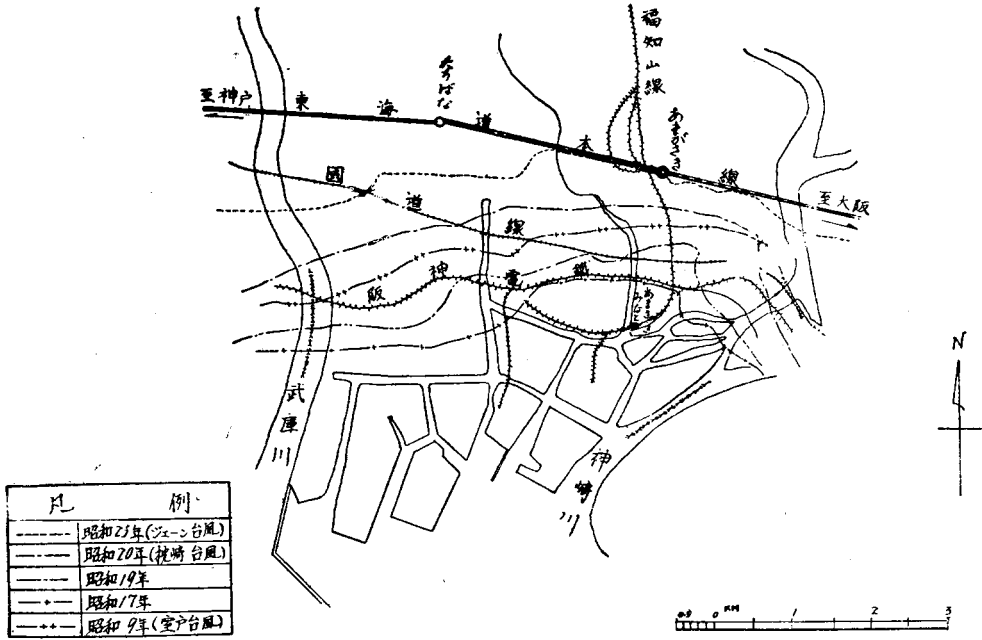 福知山線
たちばな
至神戸
東海道本線
あまがさき
國道線
至大阪
阪神電鉄
武庫川
神崎川
N
凡例
昭和25年(ジェーン台風)
昭和20年(枕崎台風)
昭和19年
昭和17年
昭和9年(室戸台風)
0.5 0 KM 1 2 3